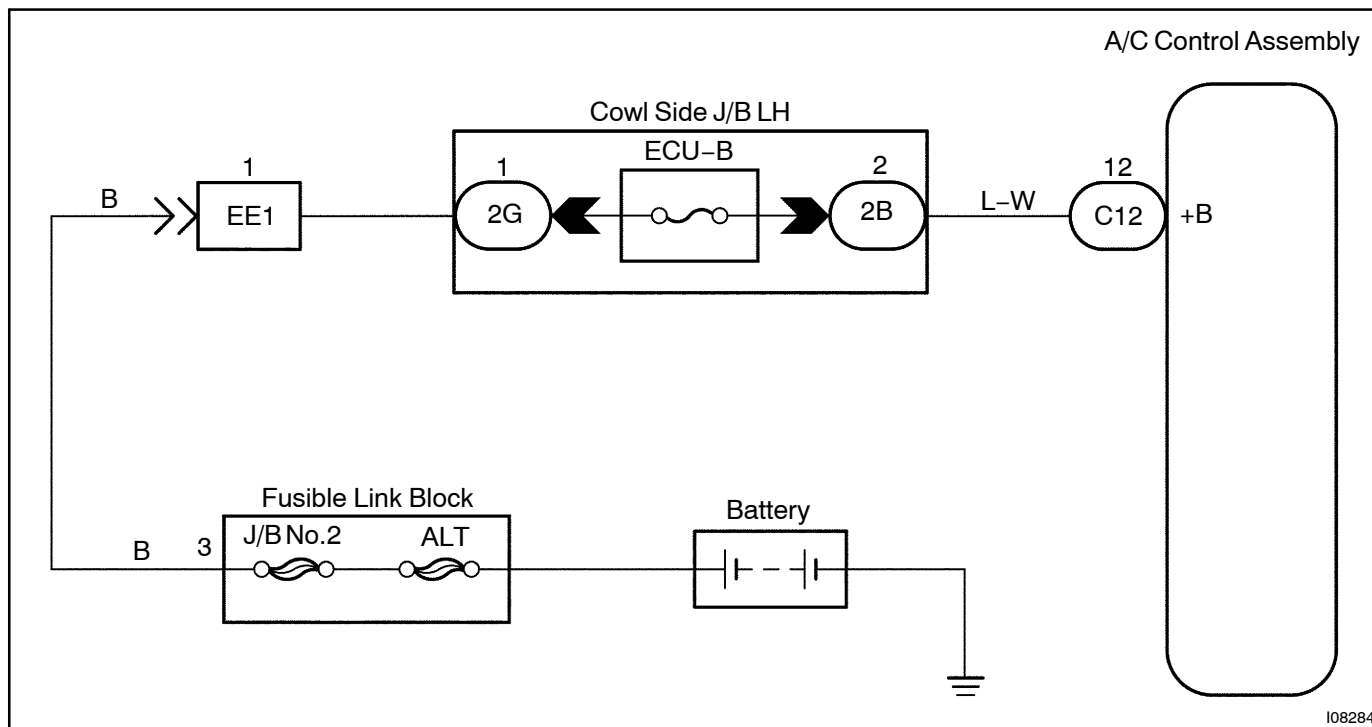 A/C Control Assembly
Cowl Side J/B LH
ECU–B
1
1
2
12
B
EE1
2G
2B
L–W
C12
+B
Fusible Link Block
Battery
J/B No.2
ALT
B
3
I08284